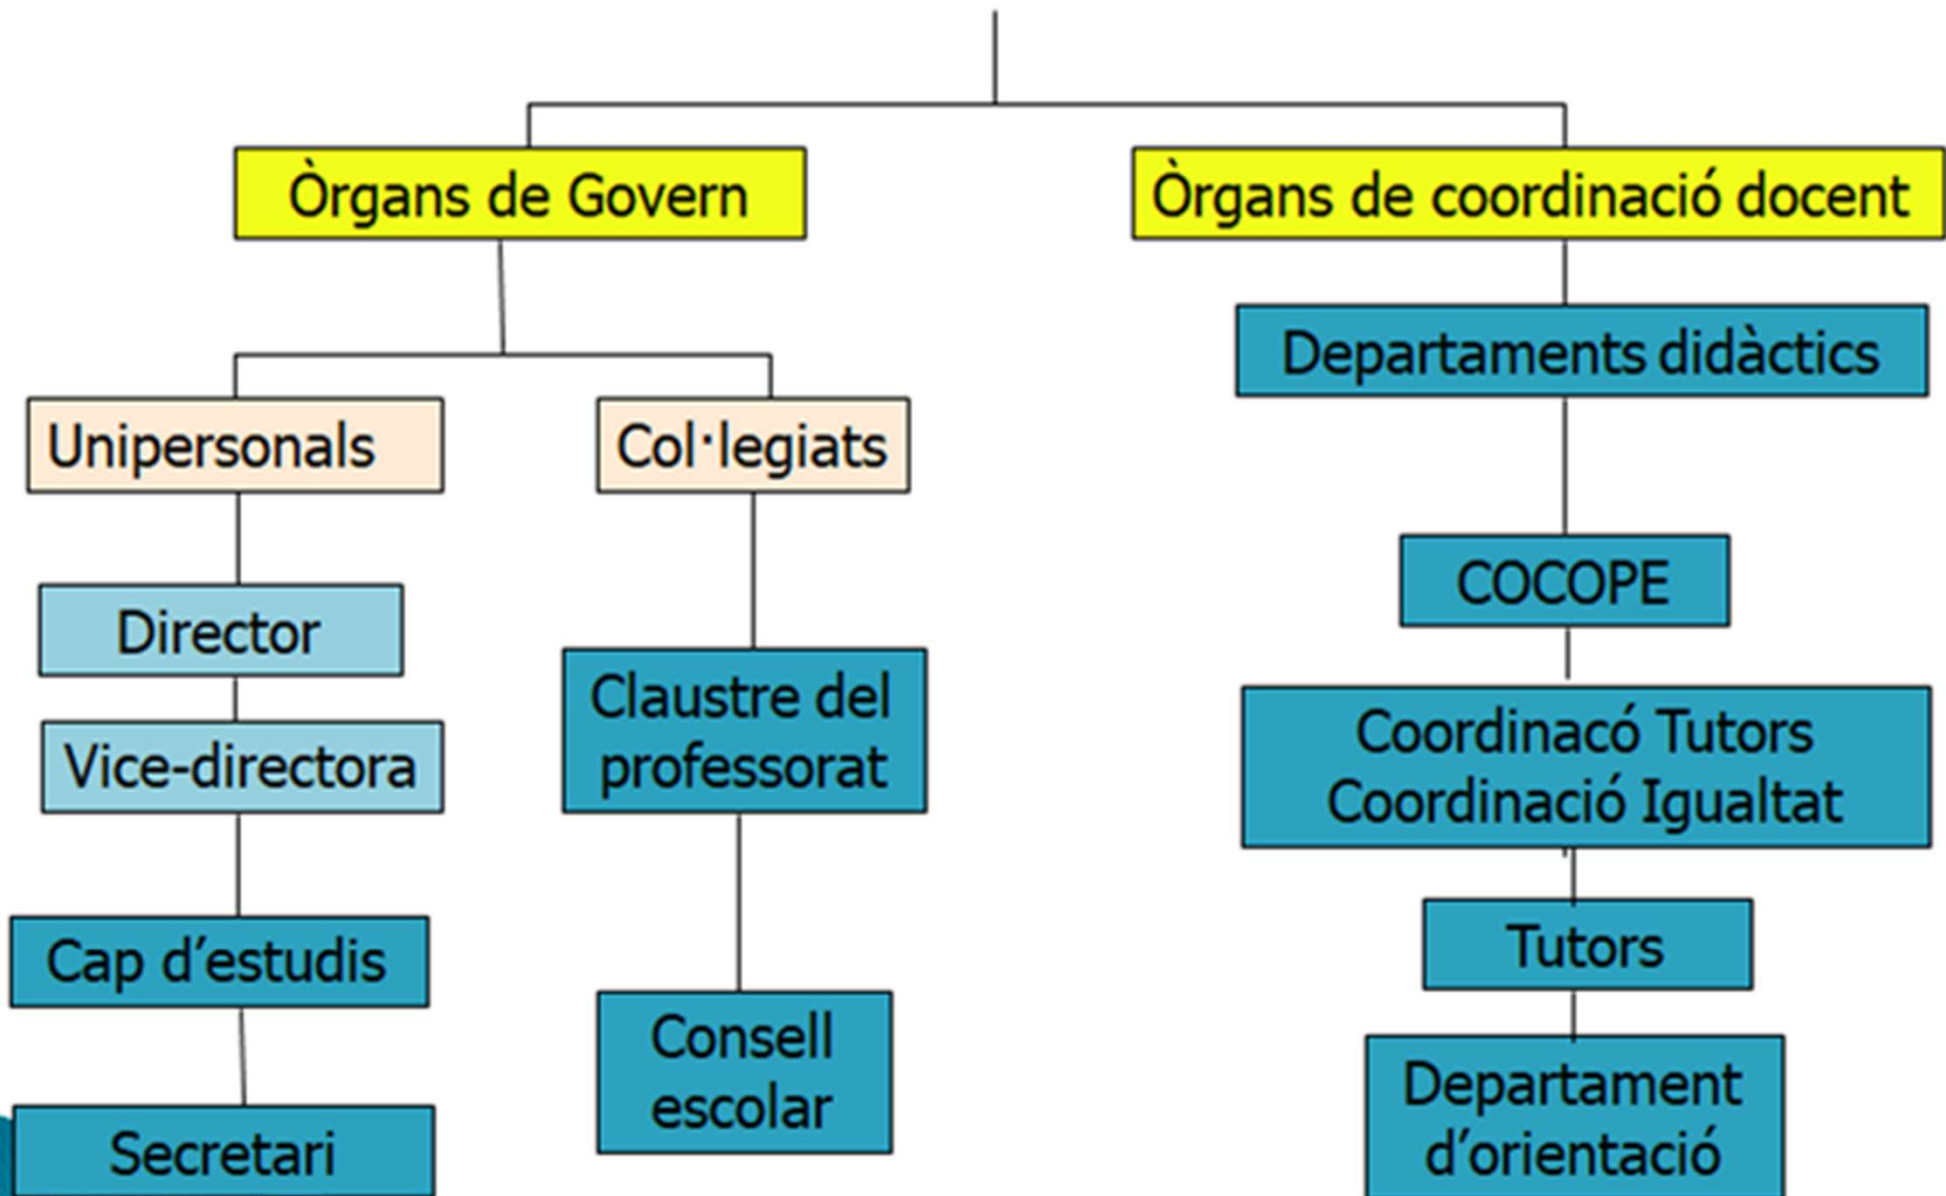 Òrgans de Govern
Òrgans de coordinació docent
Unipersonals
Col·legiats
Director
Vice-directora
Cap d’estudis
Secretari
Claustre del
professorat
Consell
escolar
Departaments didàctics
COCOPE
Coordinacó Tutors
Coordinació Igualtat
Tutors
Departament
d’orientació